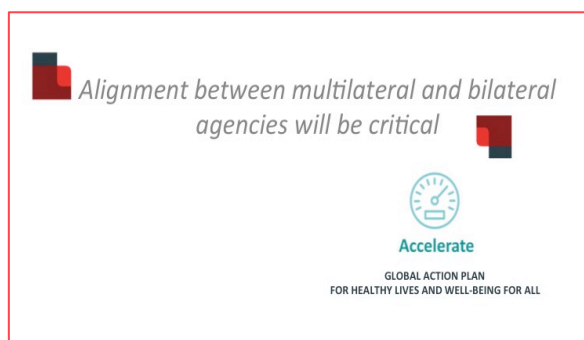 Alignment between multilateral and bilateral
agencies will be critical
Accelerate
GLOBAL ACTION PLAN
FOR HEALTHY LIVES AND WELL-BEING FOR ALL